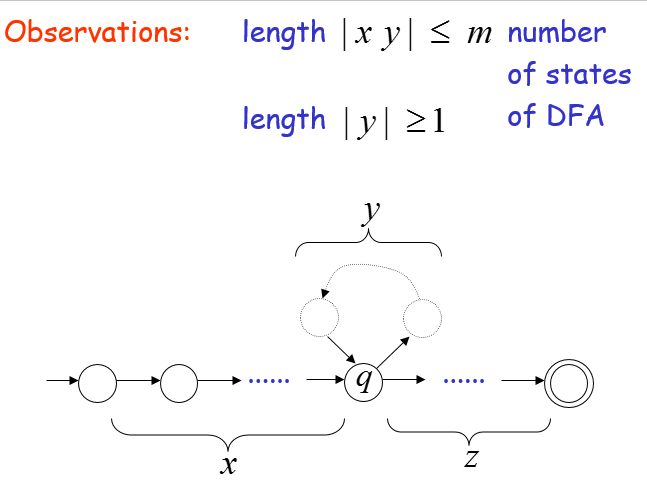 Observations: length |x y| ≤ m number
of states
length |y| ≥1 of DFA
y
...... q ......
x z